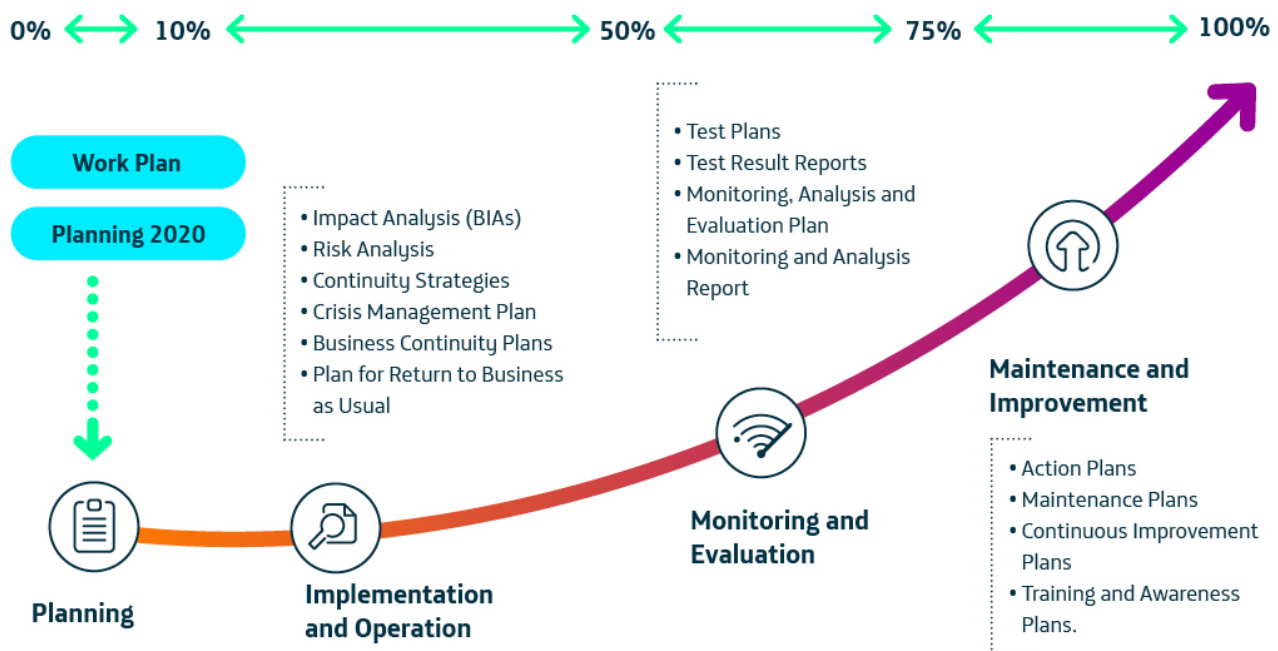 0% 10% 50% 75% 100%
Work Plan
Planning 2020
Planning
• Impact Analysis (BIAs)
• Risk Analysis
• Continuity Strategies
• Crisis Management Plan
• Business Continuity Plans
• Plan for Return to Business
as Usual
Implementation
and Operation
• Test Plans
• Test Result Reports
• Monitoring, Analysis and
Evaluation Plan
• Monitoring and Analysis
Report
Monitoring and
Evaluation
Maintenance and
Improvement
• Action Plans
• Maintenance Plans
• Continuous Improvement
Plans
• Training and Awareness
Plans.